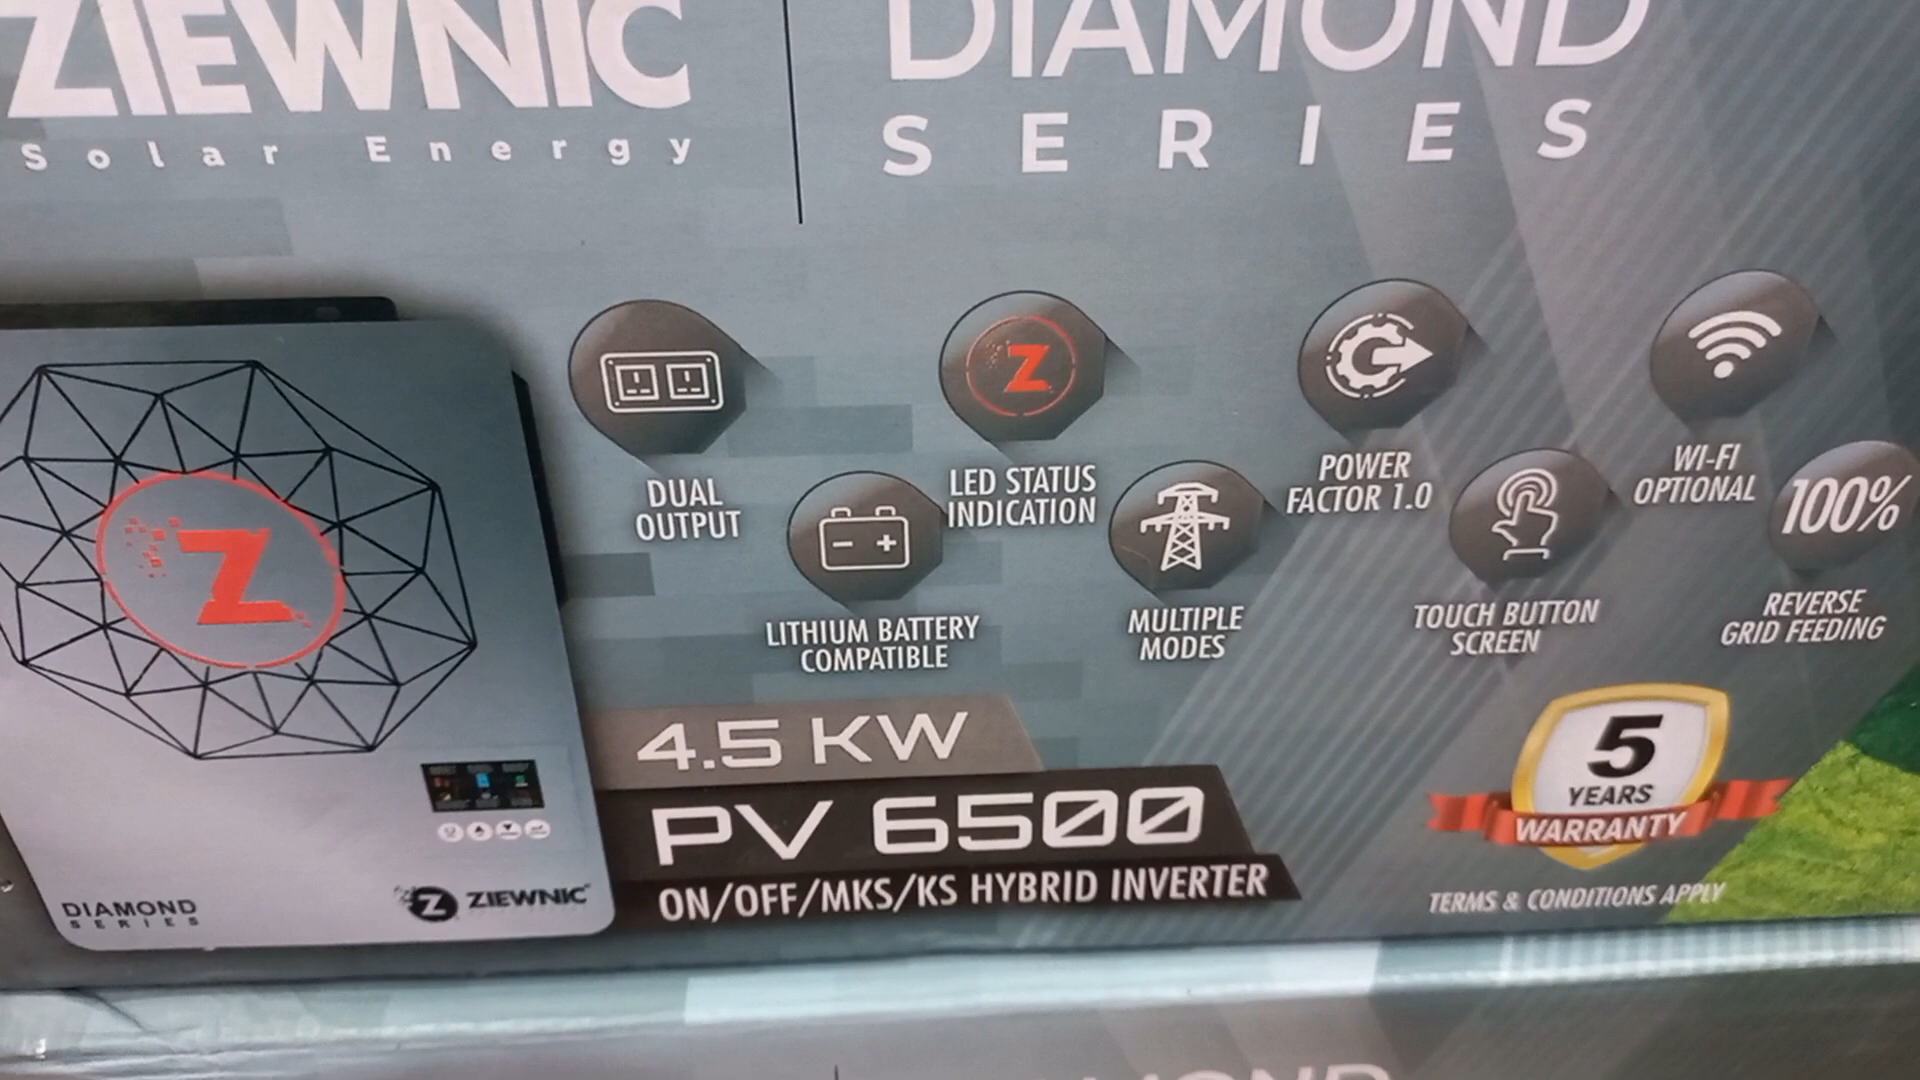 ZIEWNIC
Solar Energy
DIAMOND
SERIES
DUAL
OUTPUT
LITHIUM BATTERY
COMPATIBLE
Z
LED STATUS
INDICATION
MULTIPLE
MODES
POWER
FACTOR 1.0
TOUCH BUTTON
SCREEN
WI-FI
OPTIONAL
100%
REVERSE
GRID FEEDING
Z
DIAMOND
SERIES
Z ZIEWNIC
4.5 KW
PV 6500
ON/OFF/MKS/KS HYBRID INVERTER
5
YEARS
WARRANTY
TERMS & CONDITIONS APPLY